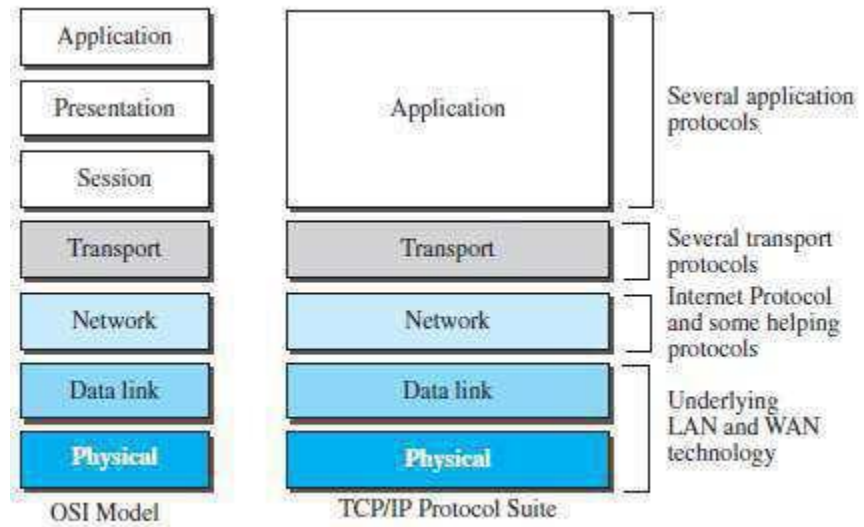 Application
Presentation
Session
Transport
Network
Data link
Physical
OSI Model
Application
Transport
Network
Data link
Physical
TCP/IP Protocol Suite
Several application
protocols
Several transport
protocols
Internet Protocol
and some helping
protocols
Underlying
LAN and WAN
technology